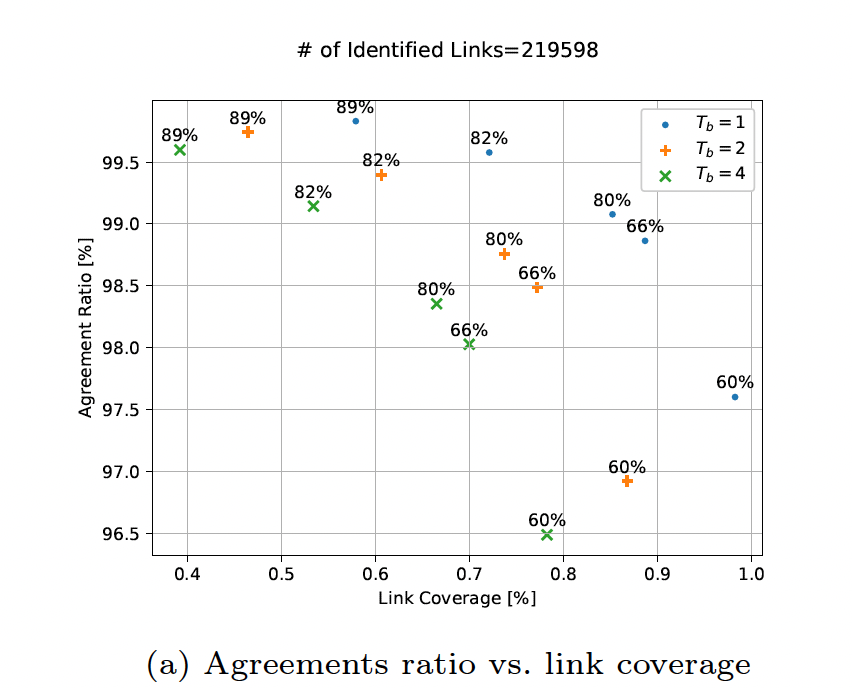 # of Identified Links=219598
89%
89%
89%
82%
82%
82%
80%
66%
80%
66%
80%
66%
60%
60%
60%
T_b = 1
T_b = 2
T_b = 4
Agreement Ratio [%]
99.5
99.0
98.5
98.0
97.5
97.0
96.5
0.4 0.5 0.6 0.7 0.8 0.9 1.0
Link Coverage [%]
(a) Agreements ratio vs. link coverage